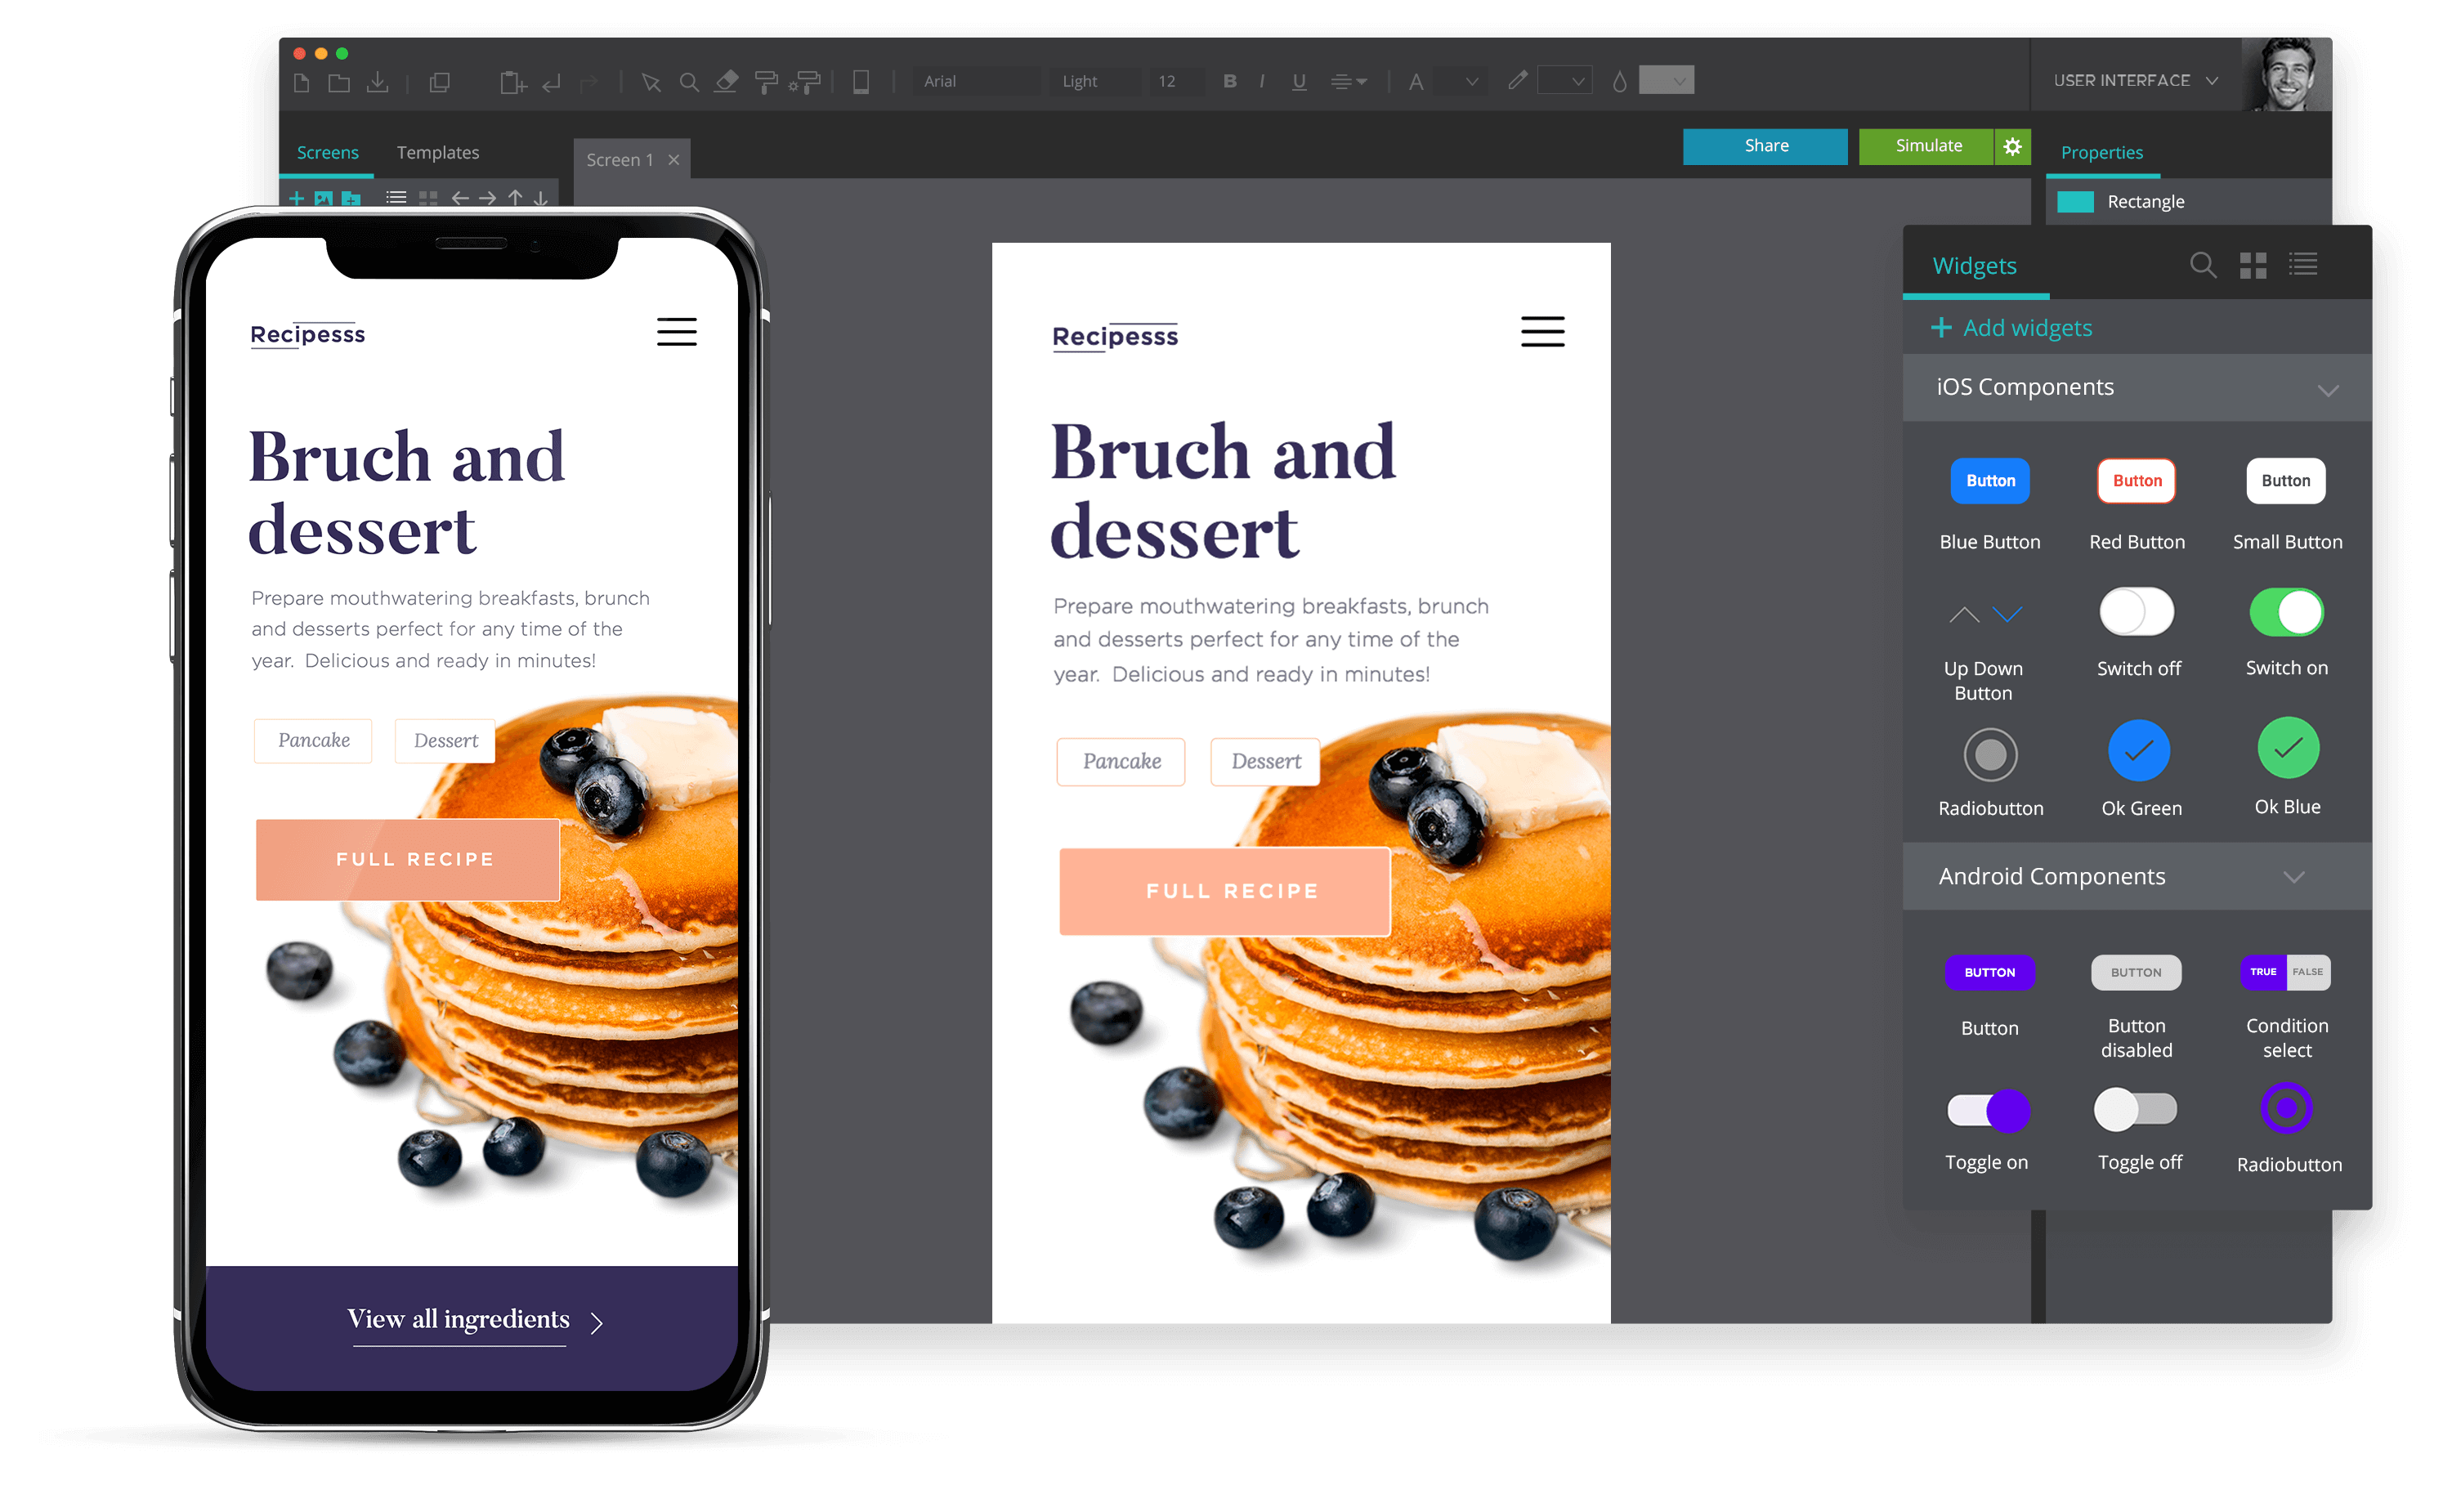 Arial
Light
12
B
I
U
A
USER INTERFACE
Screens
Templates
Screen 1
Share
Simulate
Properties
Rectangle
Recipesss
Bruch and
dessert
Prepare mouthwatering breakfasts, brunch
and desserts perfect for any time of the
year. Delicious and ready in minutes!
Pancake
Dessert
FULL RECIPE
View all ingredients
Recipesss
Bruch and
dessert
Prepare mouthwatering breakfasts, brunch
and desserts perfect for any time of the
year. Delicious and ready in minutes!
Pancake
Dessert
FULL RECIPE
Widgets
Add widgets
iOS Components
Button
Button
Button
Blue Button
Red Button
Small Button
Up Down
Button
Switch off
Switch on
Radiobutton
Ok Green
Ok Blue
Android Components
BUTTON
BUTTON
TRUE
FALSE
Button
Button
disabled
Condition
select
Toggle on
Toggle off
Radiobutton